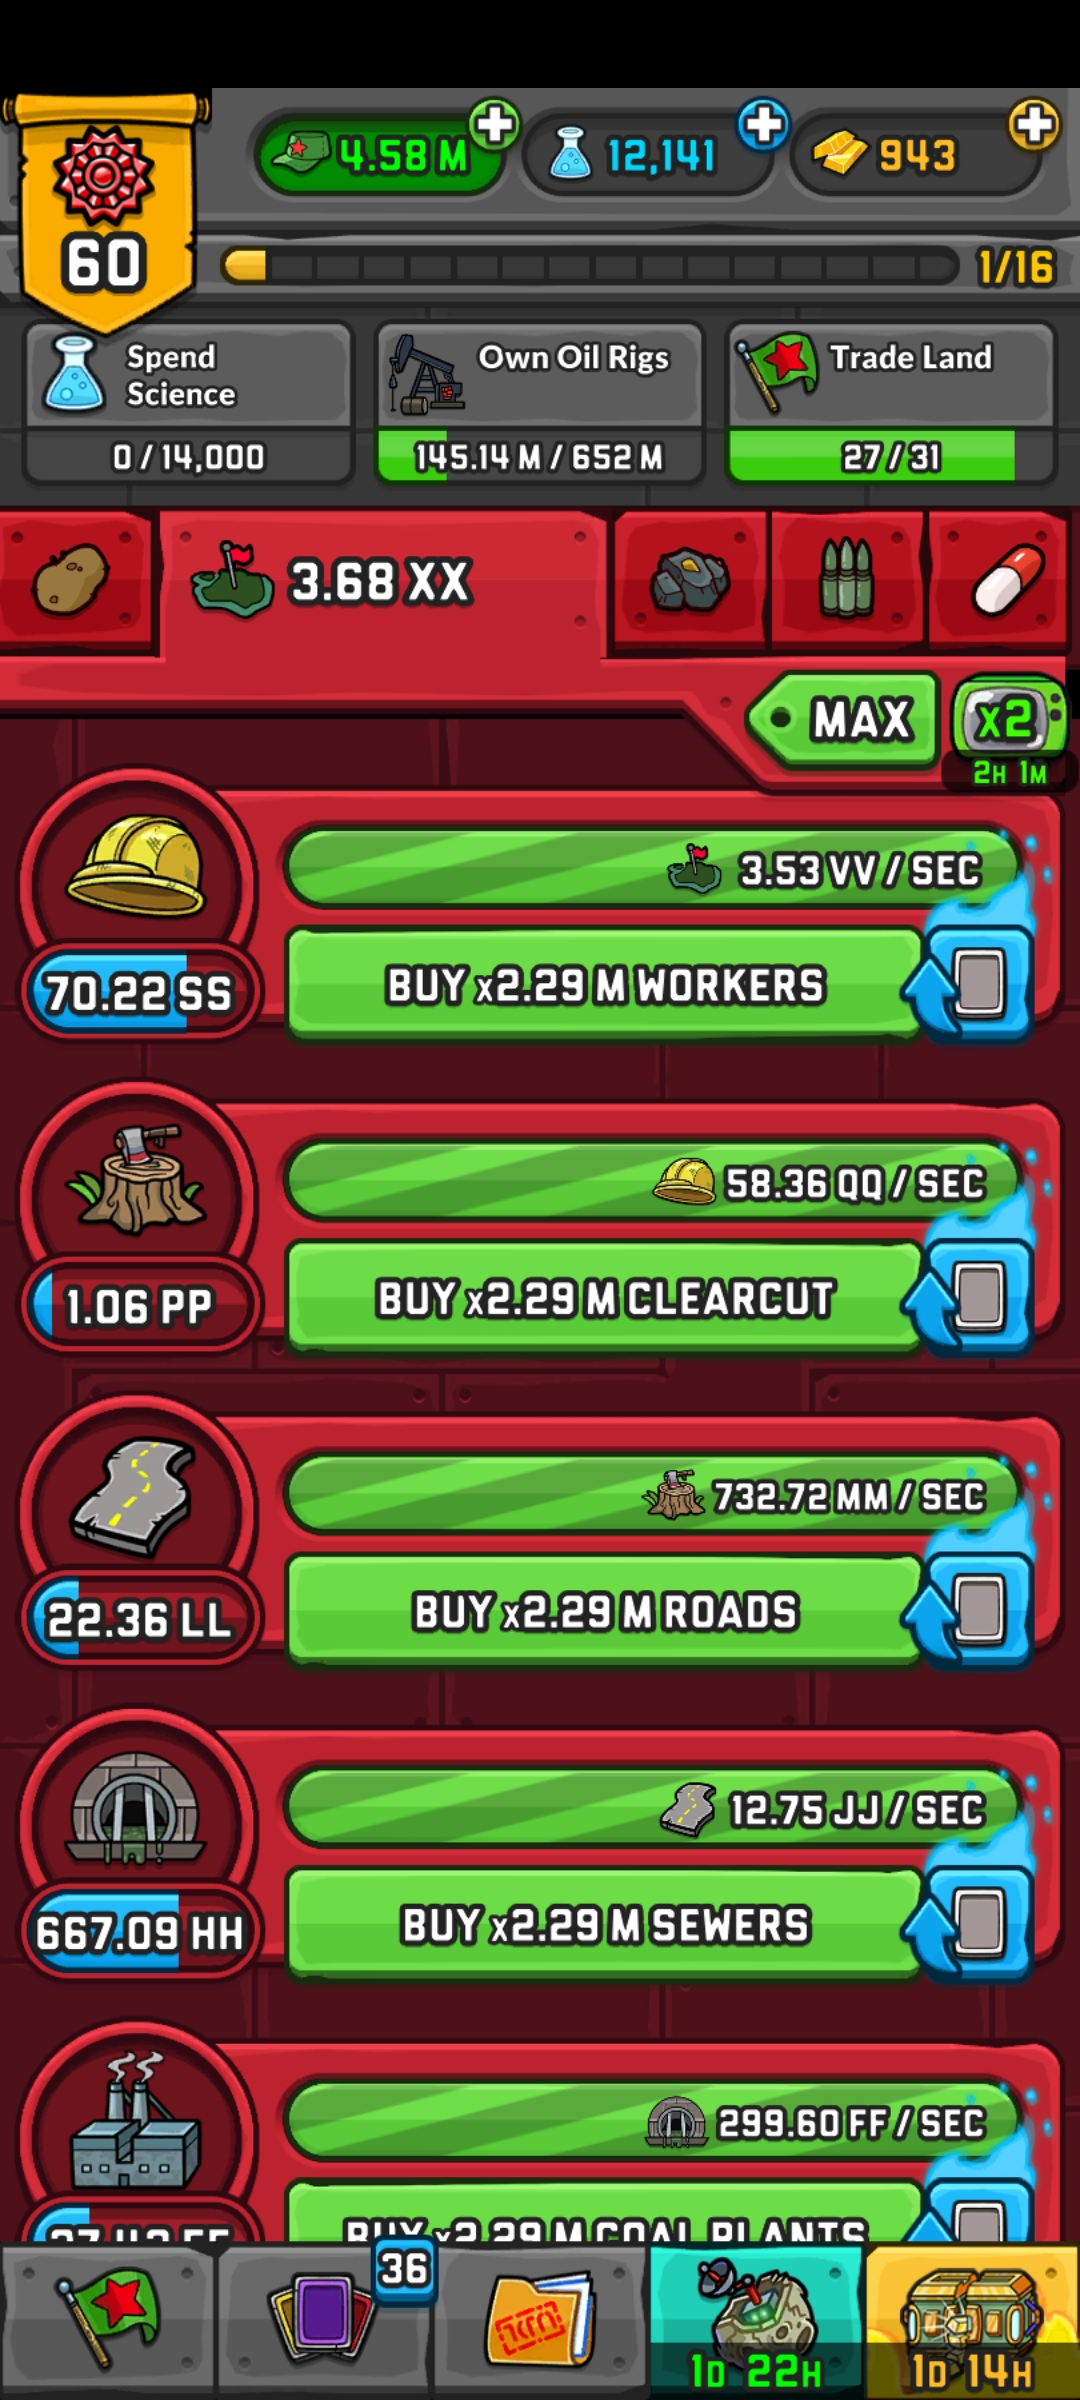 4.58 M
12,141
943
60
1/16
Spend
Science
0 / 14,000
Own Oil Rigs
145.14 M / 652 M
Trade Land
27 / 31
3.68 XX
MAX
x2
2H 1M
3.53 VV / SEC
70.22 SS
BUY x2.29 M WORKERS
58.36 QQ / SEC
1.06 PP
BUY x2.29 M CLEARCUT
732.72 MM / SEC
22.36 LL
BUY x2.29 M ROADS
12.75 JJ / SEC
667.09 HH
BUY x2.29 M SEWERS
299.60 FF / SEC
BUY x2.29 M COAL PLANTS
36
1D 22H
1D 14H